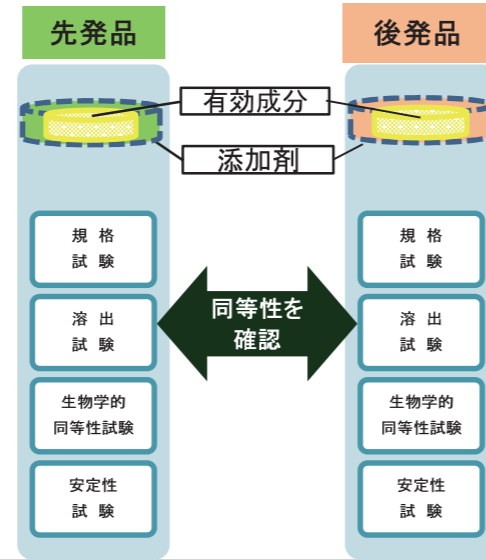 先発品
後発品
有効成分
添加剤
規格
試験
溶出
試験
生物学的
同等性試験
安定性
試験
同等性を
確認
規格
試験
溶出
試験
生物学的
同等性試験
安定性
試験